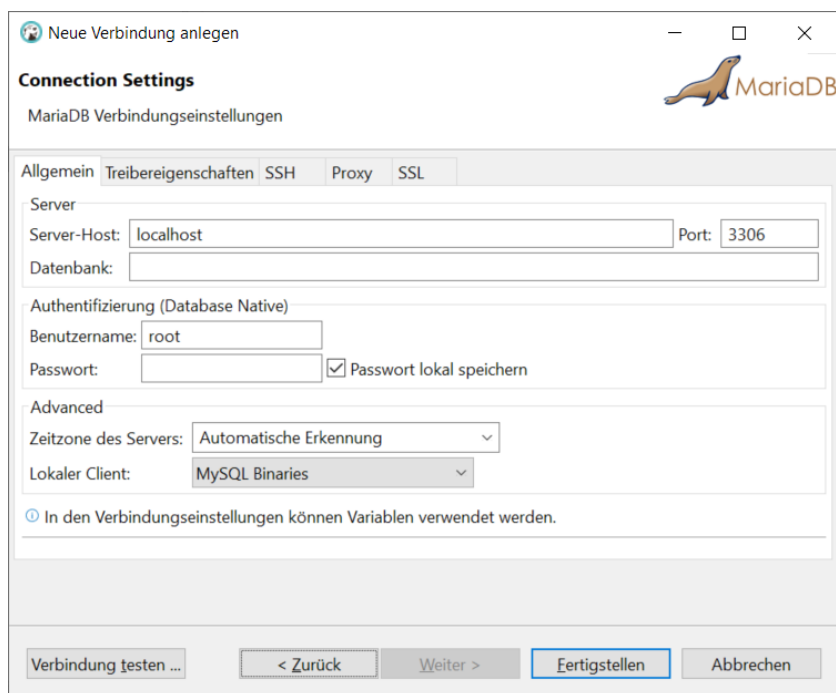 Neue Verbindung anlegen
Connection Settings
MariaDB Verbindungseinstellungen
MariaDB
Allgemein Treibereigenschaften SSH Proxy SSL
Server
Server-Host: localhost Port: 3306
Datenbank:
Authentifizierung (Database Native)
Benutzername: root
Passwort: Passwort lokal speichern
Advanced
Zeitzone des Servers: Automatische Erkennung
Lokaler Client: MySQL Binaries
In den Verbindungseinstellungen können Variablen verwendet werden.
Verbindung testen ... < Zurück Weiter > Fertigstellen Abbrechen